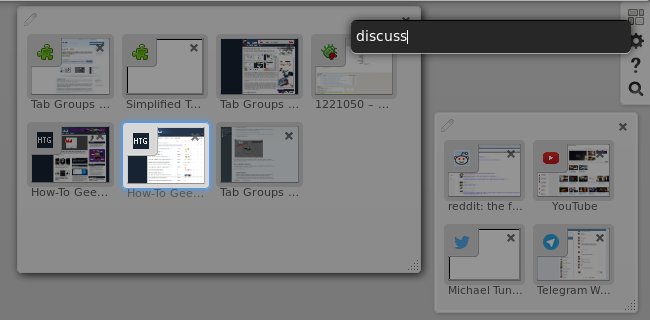 discuss
?
Tab Groups ...
Simplified T...
Tab Groups ...
1221050 – ...
HTG
How-To Gee...
HTG
How-To Gee...
Tab Groups ...
reddit: the f...
YouTube
Michael Tun...
Telegram W...